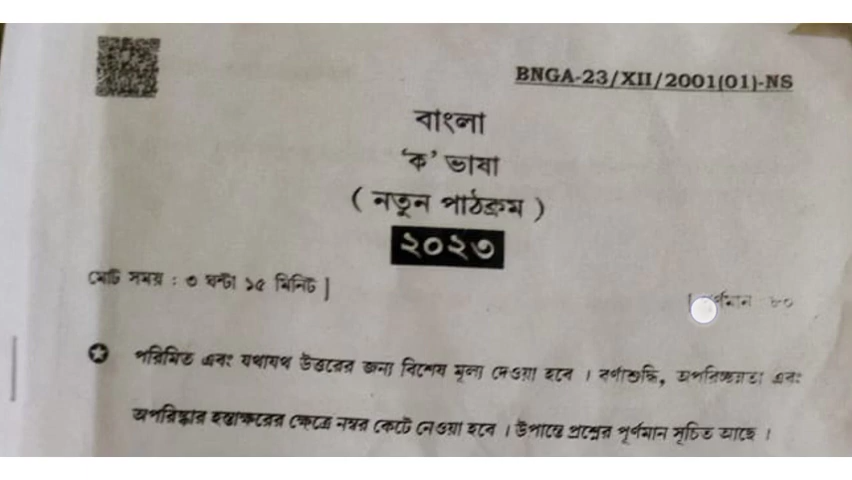 BNGA-23/XII/2001(01)-NS
বাংলা
‘ক’ ভাষা
( নতুন পাঠক্রম )
২০২৩
মোট সময় : ৩ ঘন্টা ১৫ মিনিট ]
[ পূর্ণমান : ৮০
পরিমিত এবং যথাযথ উত্তরের জন্য বিশেষ মূল্য দেওয়া হবে । বর্ণাশুদ্ধি, অপরিচ্ছন্নতা এবং
অপরিষ্কার হস্তাক্ষরের ক্ষেত্রে নম্বর কেটে নেওয়া হবে । উপান্তে প্রশ্নের পূর্ণমান সূচিত আছে ।